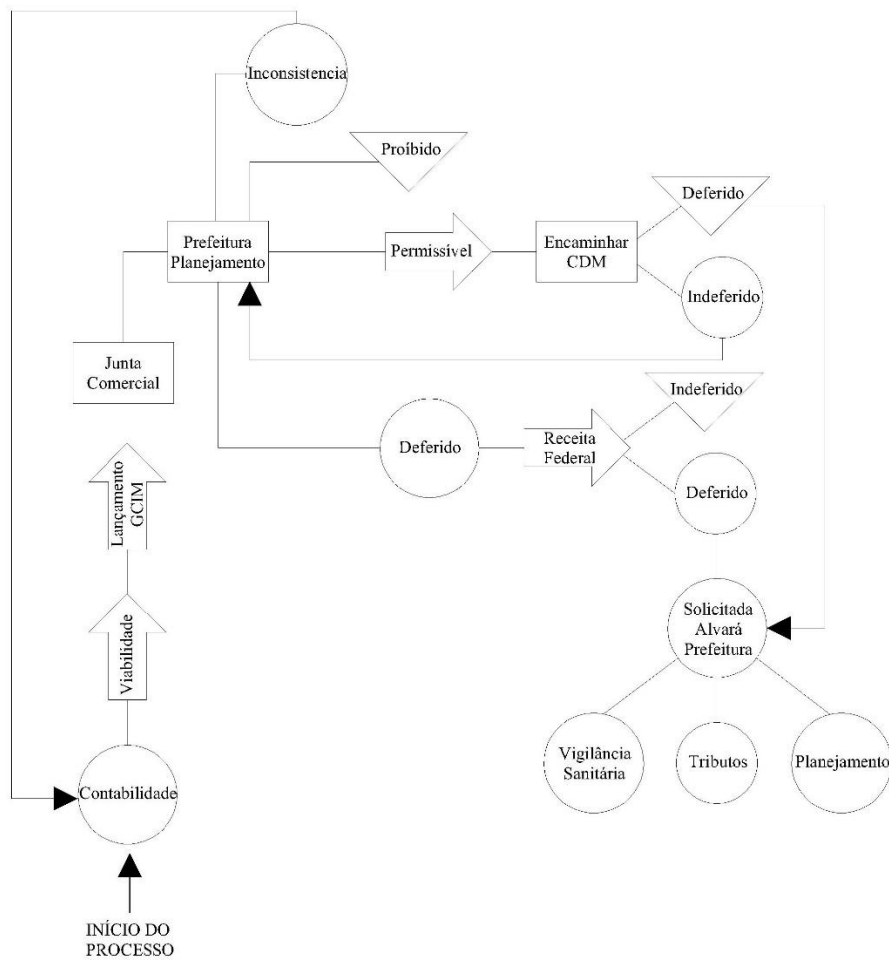 Inconsistencia
Proíbido
Deferido
Prefeitura
Planejamento
Permissível
Encaminhar
CDM
Indeferido
Junta
Comercial
Indeferido
Deferido
Receita
Federal
Deferido
Lançamento
GCIM
Viabilidade
Solicitada
Alvará
Prefeitura
Vigilância
Sanitária
Tributos
Planejamento
Contabilidade
INÍCIO DO
PROCESSO